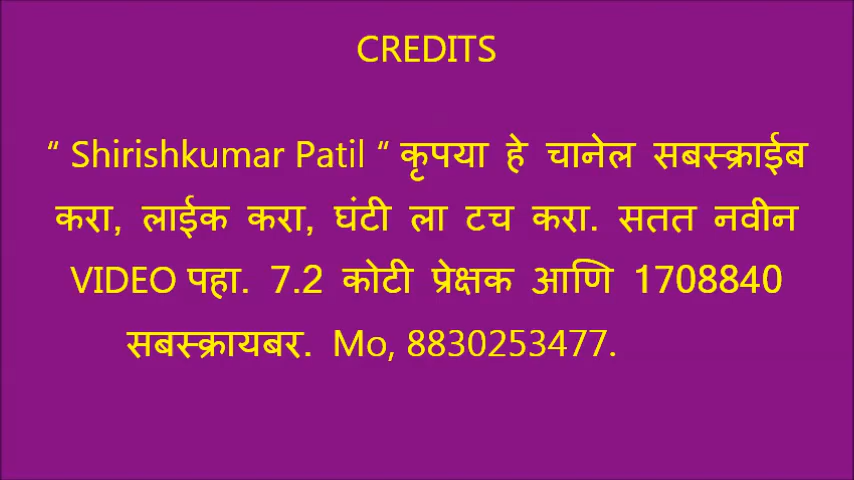 CREDITS
“ Shirishkumar Patil “ कृपया हे चानेल सबस्क्राईब
करा, लाईक करा, घंटी ला टच करा. सतत नवीन
VIDEO पहा. 7.2 कोटी प्रेक्षक आणि 1708840
सबस्क्रायबर. Mo, 8830253477.